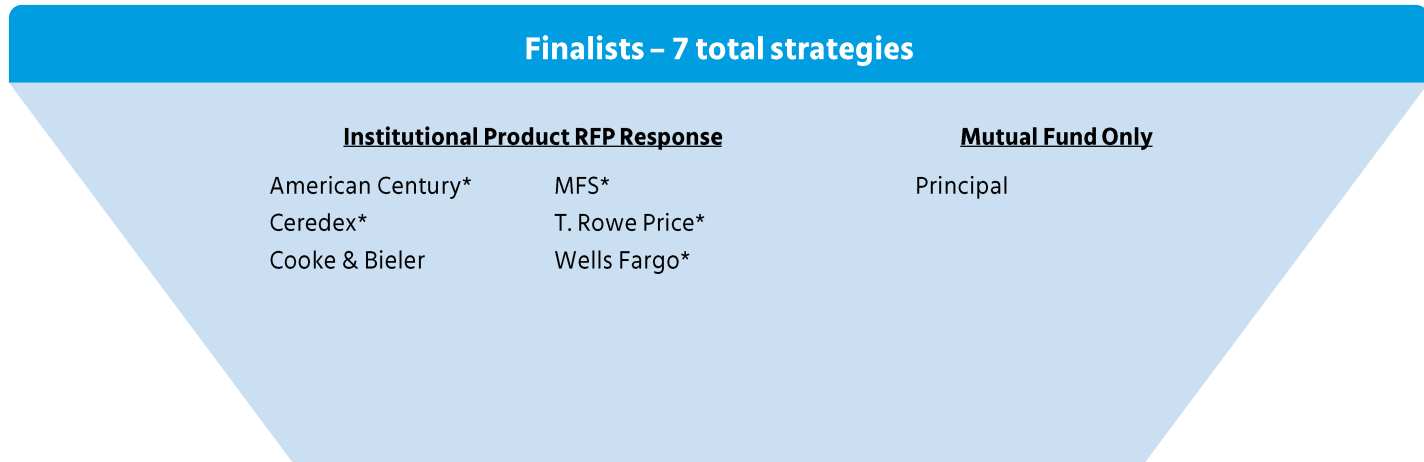 Finalists – 7 total strategies
Institutional Product RFP Response
American Century*
Ceredex*
Cooke & Bieler
MFS*
T. Rowe Price*
Wells Fargo*
Mutual Fund Only
Principal